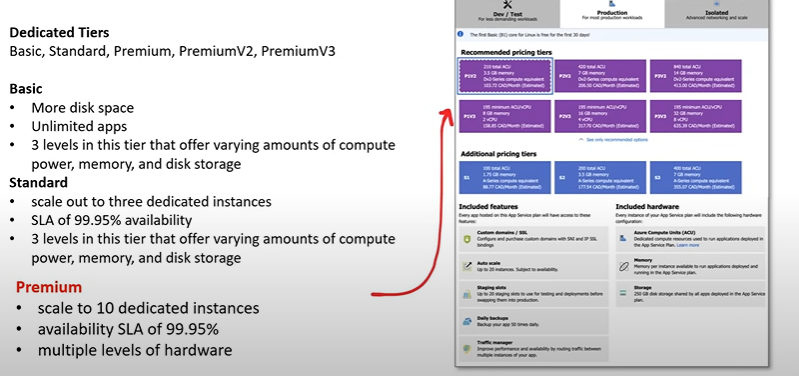 Dedicated Tiers
Basic, Standard, Premium, PremiumV2, PremiumV3
Basic
• More disk space
• Unlimited apps
• 3 levels in this tier that offer varying amounts of compute
power, memory, and disk storage
Standard
• scale out to three dedicated instances
• SLA of 99.95% availability
• 3 levels in this tier that offer varying amounts of compute
power, memory, and disk storage
Premium
• scale to 10 dedicated instances
• availability SLA of 99.95%
• multiple levels of hardware
Dev / Test
For less demanding workloads
Production
For most production workloads
Isolated
Advanced networking and scale
The first Basic (B1) core for Linux is free for the first 30 days!
Recommended pricing tiers
P1V2
210 total ACU
3.5 GB memory
Dv2-Series compute equivalent
103.72 CAD/Month (Estimated)
P2V2
420 total ACU
7 GB memory
Dv2-Series compute equivalent
206.50 CAD/Month (Estimated)
P3V2
840 total ACU
14 GB memory
Dv2-Series compute equivalent
413.00 CAD/Month (Estimated)
P1V3
195 minimum ACU/vCPU
8 GB memory
2 vCPU
158.85 CAD/Month (Estimated)
P2V3
195 minimum ACU/vCPU
16 GB memory
4 vCPU
317.70 CAD/Month (Estimated)
P3V3
195 minimum ACU/vCPU
32 GB memory
8 vCPU
635.39 CAD/Month (Estimated)
See only recommended options
Additional pricing tiers
S1
100 total ACU
1.75 GB memory
A-Series compute equivalent
88.77 CAD/Month (Estimated)
S2
200 total ACU
3.5 GB memory
A-Series compute equivalent
177.54 CAD/Month (Estimated)
S3
400 total ACU
7 GB memory
A-Series compute equivalent
355.07 CAD/Month (Estimated)
Included features
Every app hosted on this App Service plan will have access to these
features:
Custom domains / SSL
Configure and purchase custom domains with SNI and IP SSL
bindings
Auto scale
Up to 20 instances. Subject to availability.
Staging slots
Up to 20 staging slots to use for testing and deployments before
swapping them into production.
Daily backups
Backup your app 50 times daily.
Traffic manager
Improve performance and availability by routing traffic between
multiple instances of your app.
Included hardware
Every instance of your App Service plan will include the following hardware
configuration:
Azure Compute Units (ACU)
Dedicated compute resources used to run applications deployed in
the App Service Plan. Learn more
Memory
Memory per instance available to run applications deployed and
running in the App Service plan.
Storage
250 GB disk storage shared by all apps deployed in the App Service
plan.